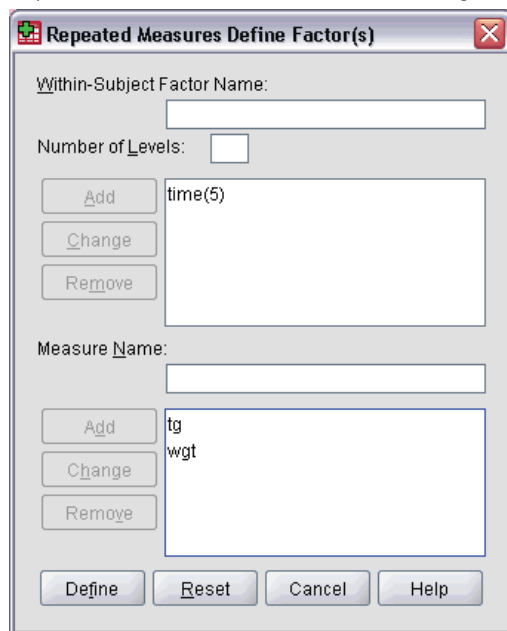 Repeated Measures Define Factor(s)
Within-Subject Factor Name:
Number of Levels:
Add
time(5)
Change
Remove
Measure Name:
Add
tg
wgt
Change
Remove
Define Reset Cancel Help